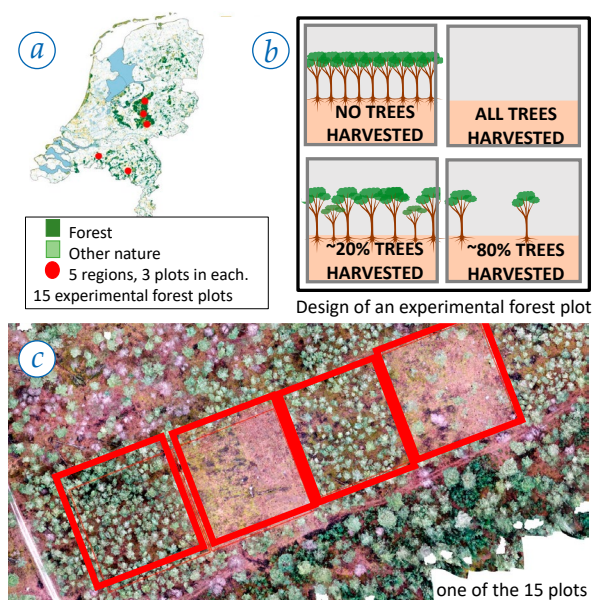 a
Forest
Other nature
5 regions, 3 plots in each.
15 experimental forest plots
b
NO TREES
HARVESTED
ALL TREES
HARVESTED
~20% TREES
HARVESTED
~80% TREES
HARVESTED
Design of an experimental forest plot
c
one of the 15 plots